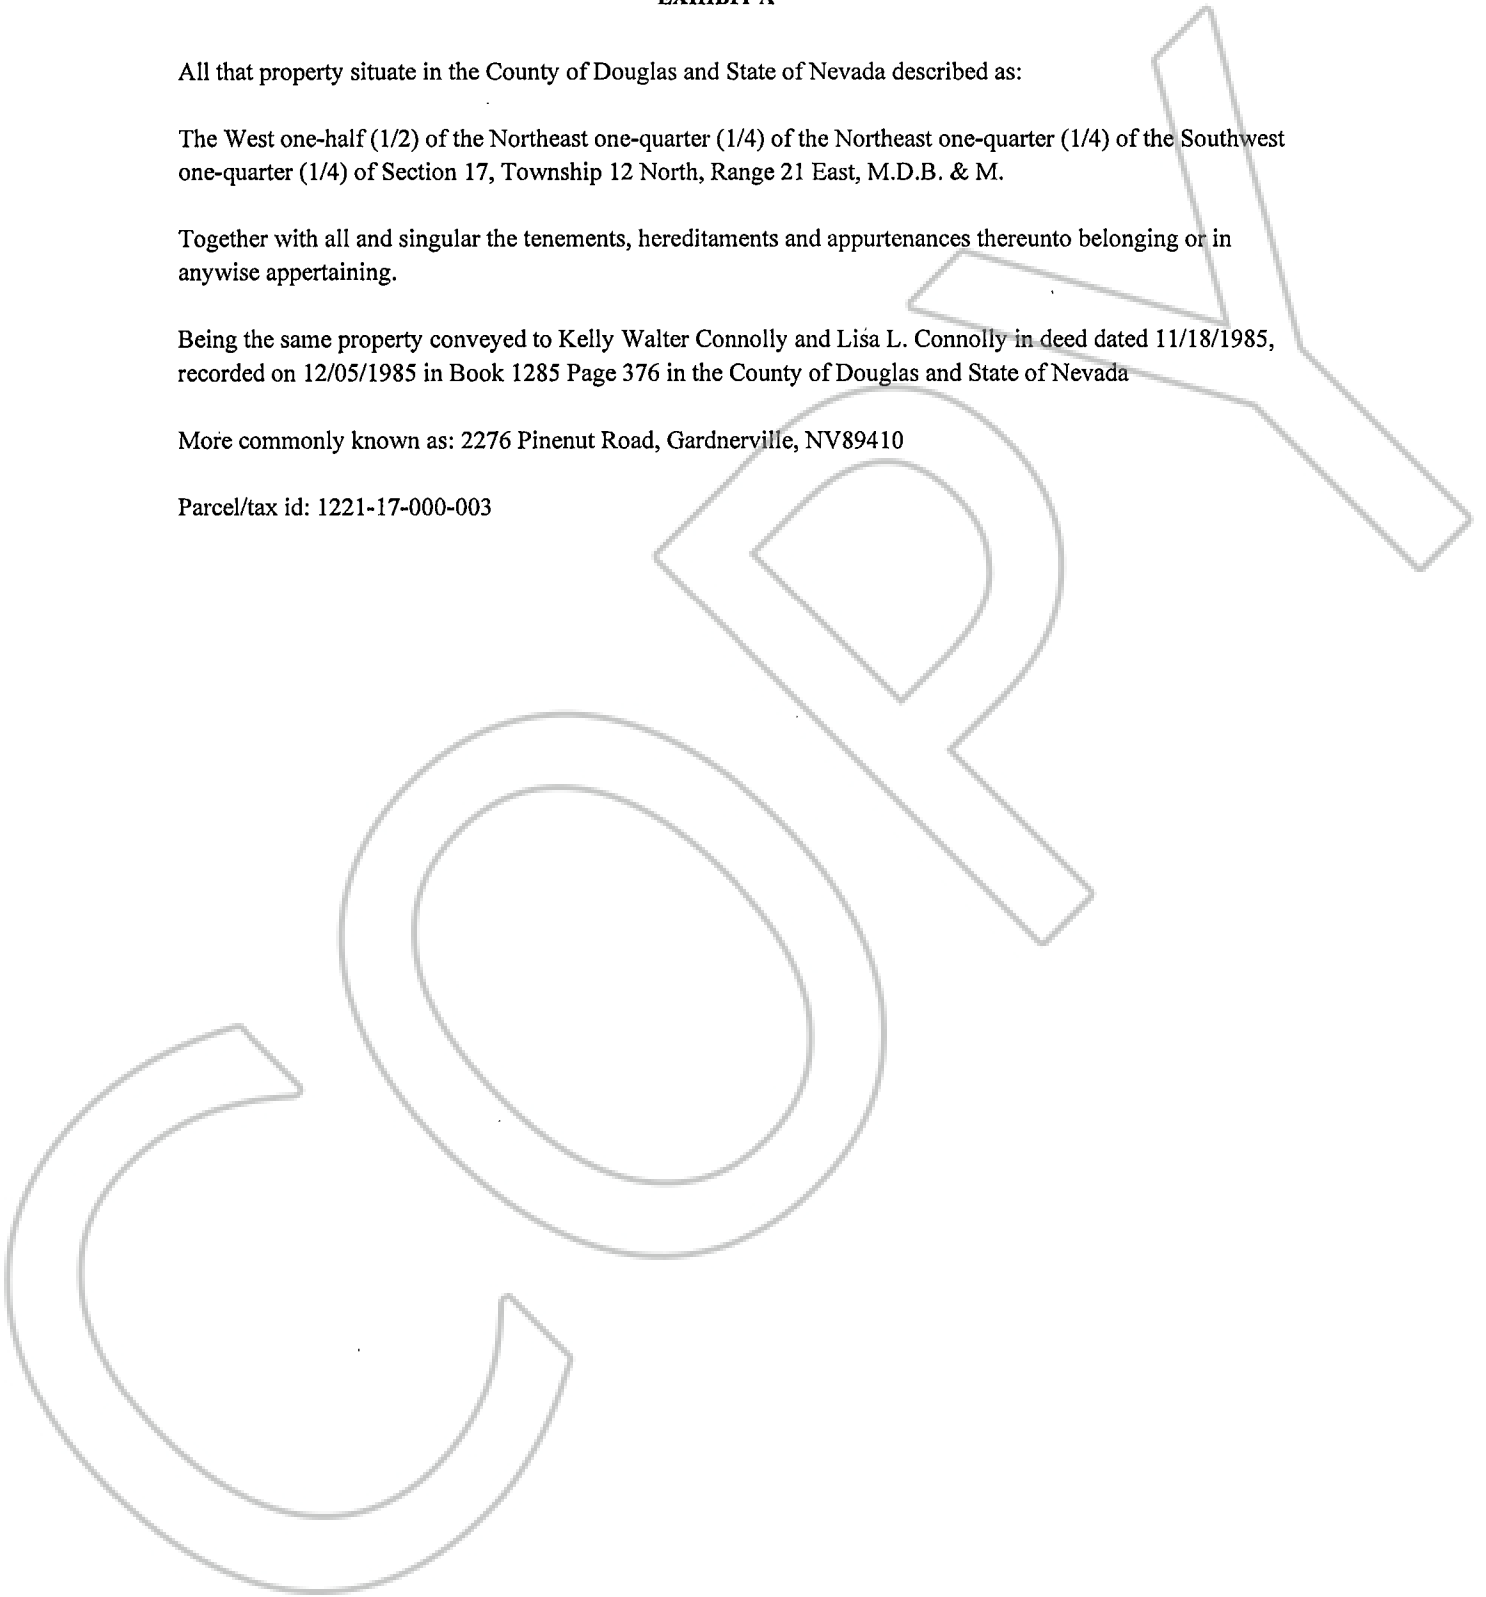 EXHIBIT A
All that property situate in the County of Douglas and State of Nevada described as:
The West one-half (1/2) of the Northeast one-quarter (1/4) of the Northeast one-quarter (1/4) of the Southwest
one-quarter (1/4) of Section 17, Township 12 North, Range 21 East, M.D.B. & M.
Together with all and singular the tenements, hereditaments and appurtenances thereunto belonging or in
anywise appertaining.
Being the same property conveyed to Kelly Walter Connolly and Lisa L. Connolly in deed dated 11/18/1985,
recorded on 12/05/1985 in Book 1285 Page 376 in the County of Douglas and State of Nevada
More commonly known as: 2276 Pinenut Road, Gardnerville, NV89410
Parcel/tax id: 1221-17-000-003
COPY